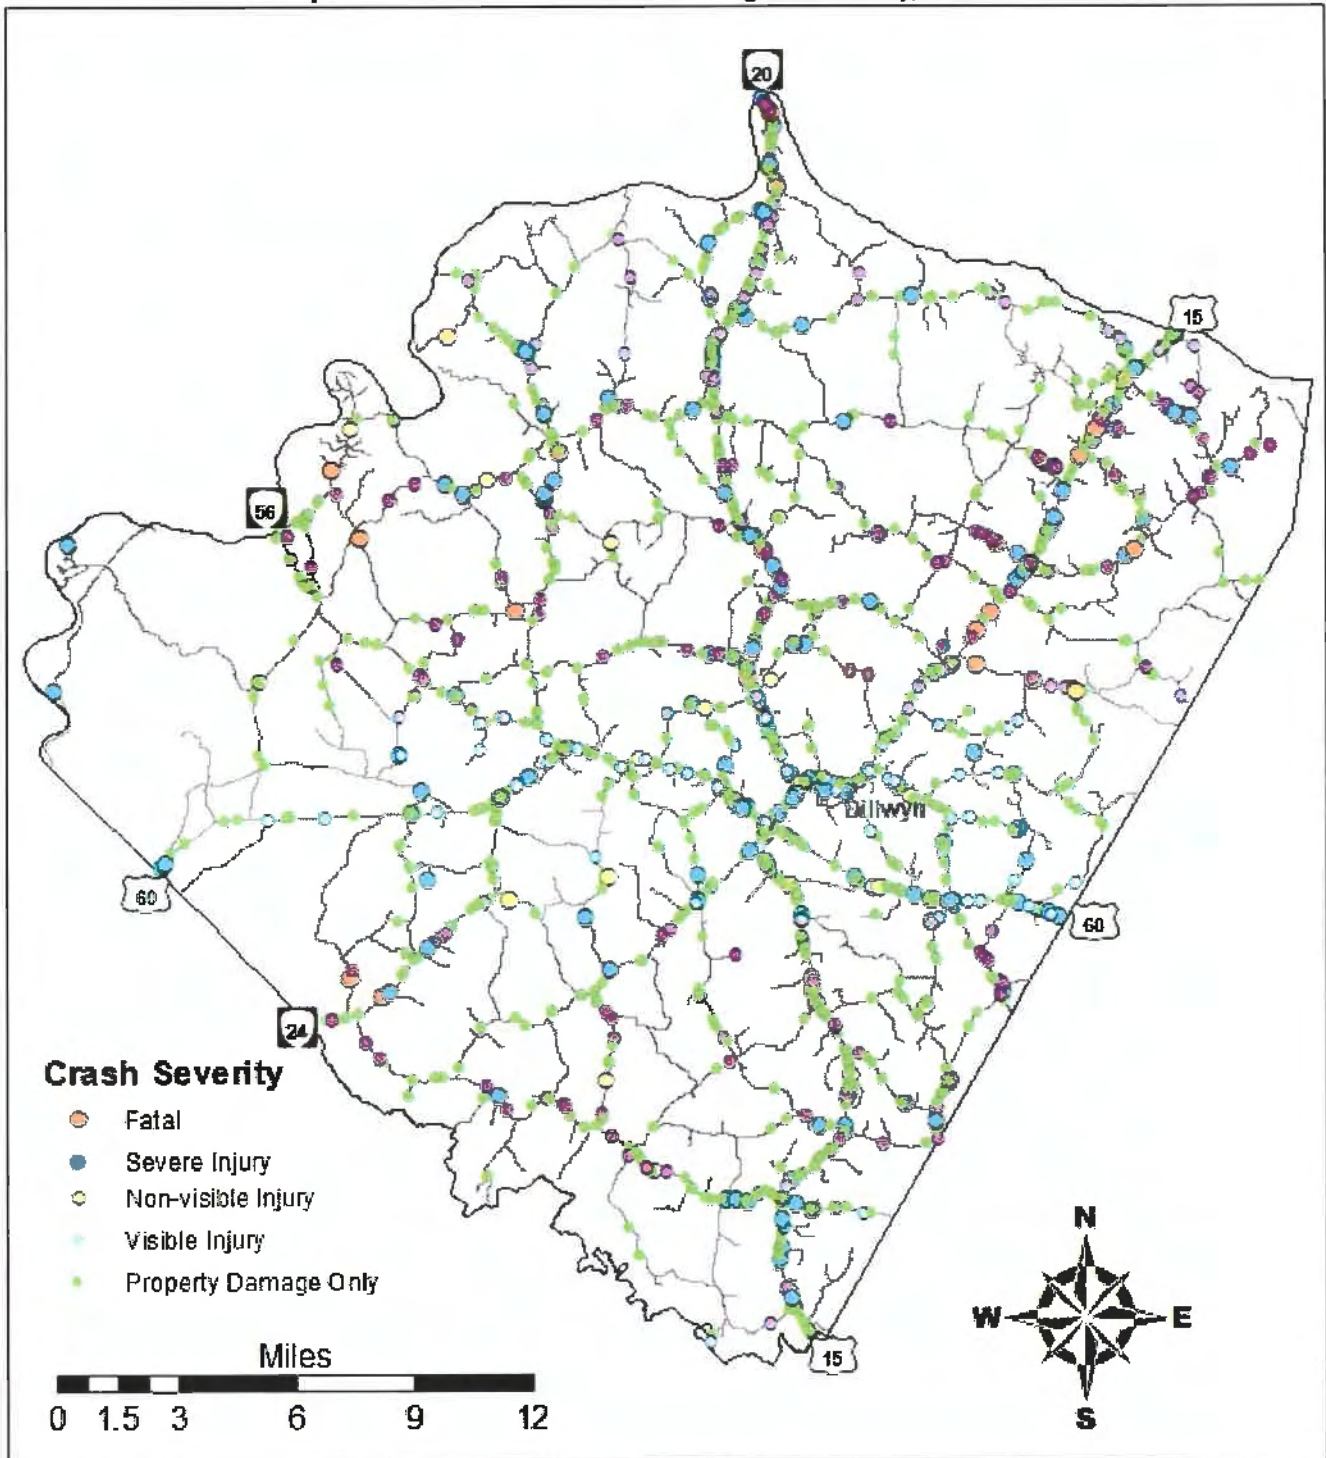 20
15
56
Dillwyn
60
60
24
Crash Severity
Fatal
Severe Injury
Non-visible Injury
Visible Injury
Property Damage Only
Miles
0 1.5 3 6 9 12
N
W E
S
15